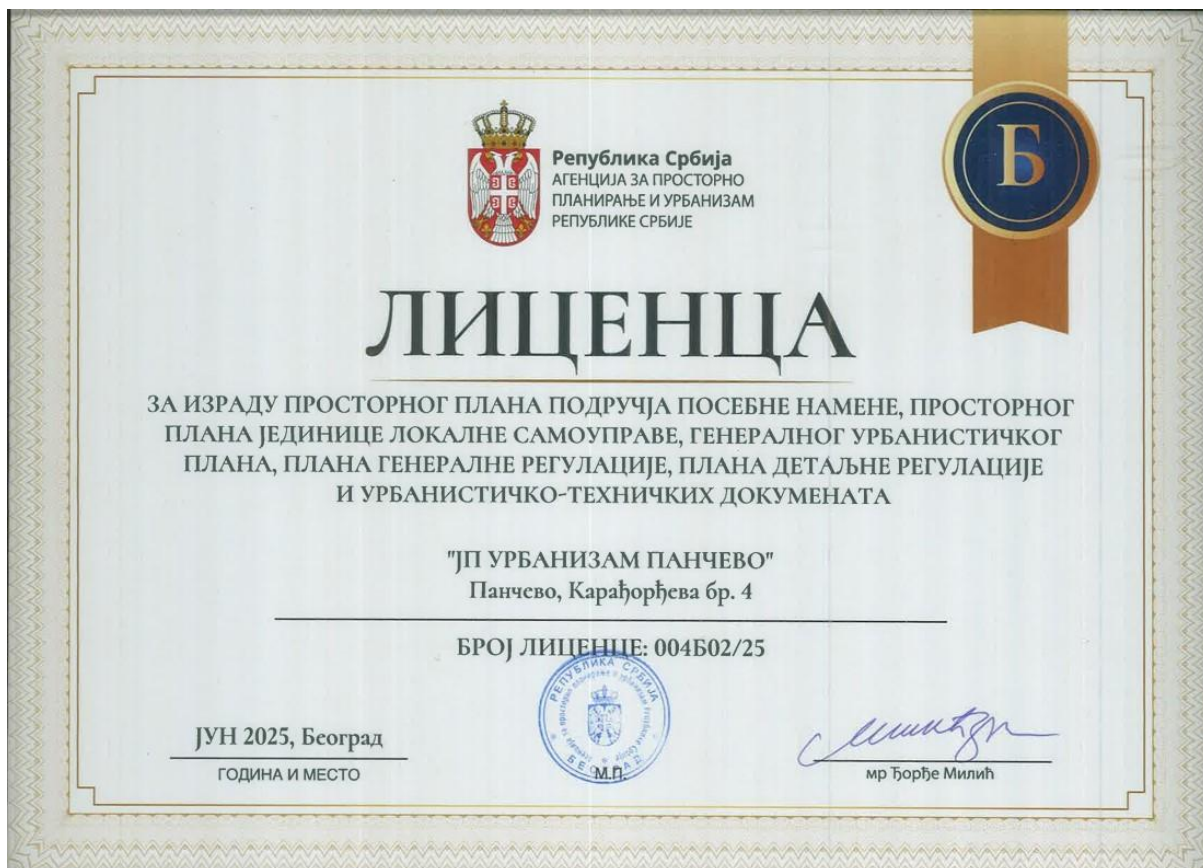 Б
Република Србија
АГЕНЦИЈА ЗА ПРОСТОРНО
ПЛАНИРАЊЕ И УРБАНИЗАМ
РЕПУБЛИКЕ СРБИЈЕ
ЛИЦЕНЦА
ЗА ИЗРАДУ ПРОСТОРНОГ ПЛАНА ПОДРУЧЈА ПОСЕБНЕ НАМЕНЕ, ПРОСТОРНОГ
ПЛАНА ЈЕДИНИЦЕ ЛОКАЛНЕ САМОУПРАВЕ, ГЕНЕРАЛНОГ УРБАНИСТИЧКОГ
ПЛАНА, ПЛАНА ГЕНЕРАЛНЕ РЕГУЛАЦИЈЕ, ПЛАНА ДЕТАЉНЕ РЕГУЛАЦИЈЕ
И УРБАНИСТИЧКО-ТЕХНИЧКИХ ДОКУМЕНАТА
"ЈП УРБАНИЗАМ ПАНЧЕВО"
Панчево, Карађорђева бр. 4
БРОЈ ЛИЦЕНЦЕ: 004Б02/25
РЕПУБЛИКА СРБИЈА
БЕОГРАД
М.П.
ЈУН 2025, Београд
ГОДИНА И МЕСТО
мр Ђорђе Милић